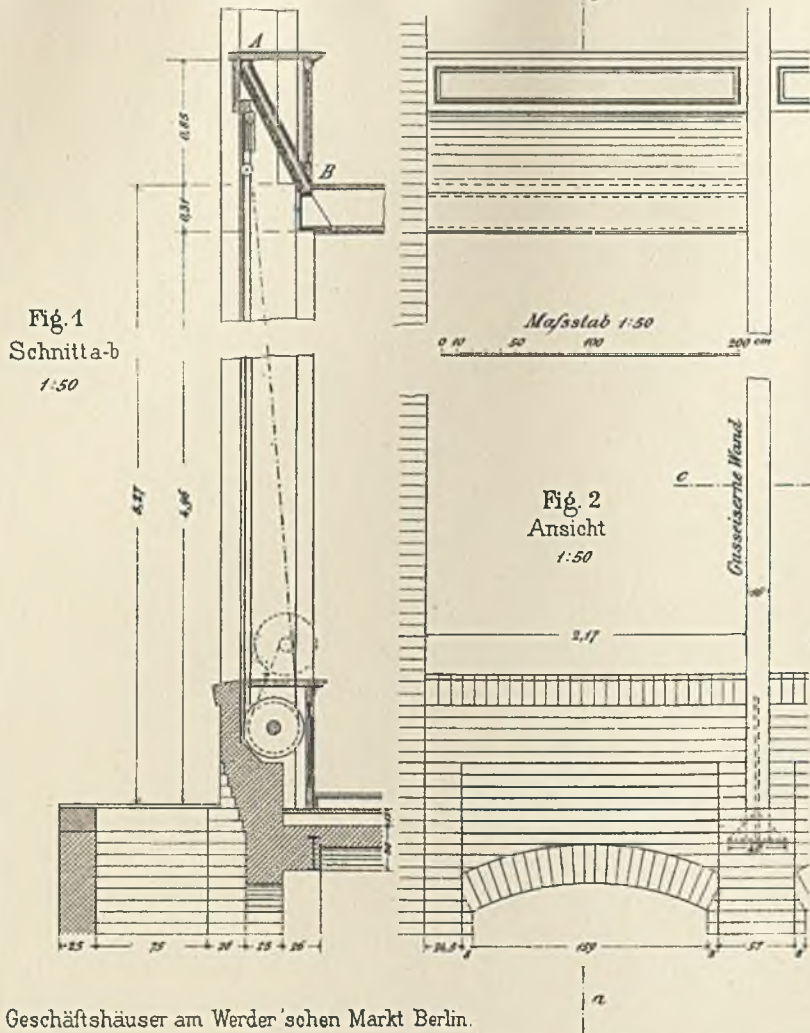 A
0,85
B
0,31
Fig. 1
Schnitt a-b
1:50
Maſsstab 1:50
0 10 50 100 200 cm
5,27
4,96
Fig. 2
Ansicht
1:50
c
Gusseiserne Wand
2,17
25 75 25 26
24,5 159 57
a
Geschäftshäuser am Werder'schen Markt Berlin.